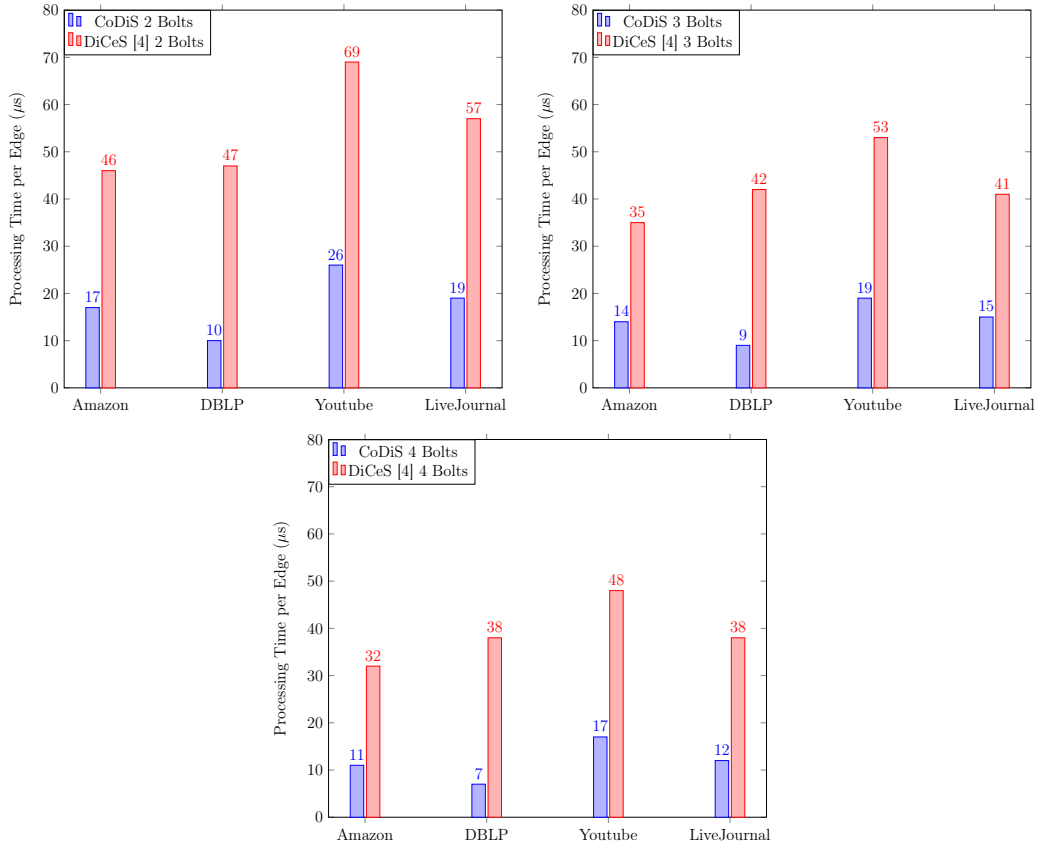 CoDiS 2 Bolts
DiCeS [4] 2 Bolts
Processing Time per Edge (μs)
80
70
60
50
40
30
20
10
0
46
47
69
57
17
10
26
19
Amazon
DBLP
Youtube
LiveJournal
CoDiS 3 Bolts
DiCeS [4] 3 Bolts
Processing Time per Edge (μs)
80
70
60
50
40
30
20
10
0
35
42
53
41
14
9
19
15
Amazon
DBLP
Youtube
LiveJournal
CoDiS 4 Bolts
DiCeS [4] 4 Bolts
Processing Time per Edge (μs)
80
70
60
50
40
30
20
10
0
32
38
48
38
11
7
17
12
Amazon
DBLP
Youtube
LiveJournal